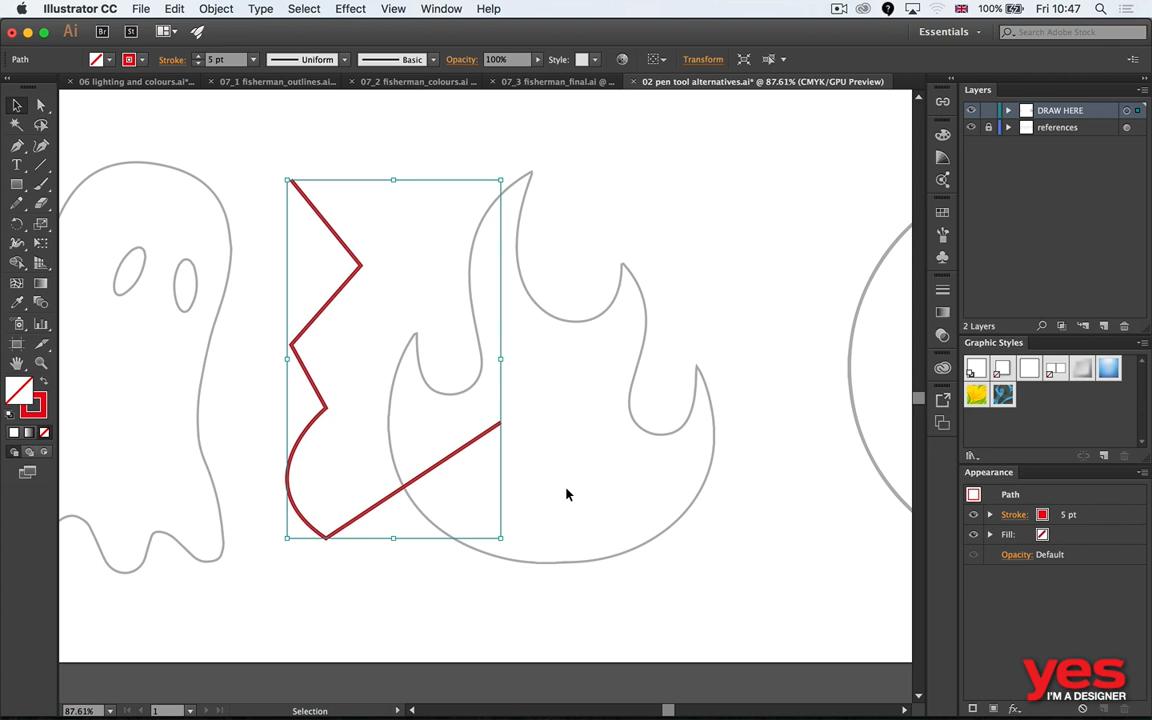 Illustrator CC File Edit Object Type Select Effect View Window Help 100% Fri 10:47
Ai Br St Essentials Search Adobe Stock
Path Stroke: 5 pt Uniform Basic Opacity: 100% Style: Transform
× 06 lighting and colours.ai*... × 07_1 fisherman_outlines.ai... × 07_2 fisherman_colours.ai ... × 07_3 fisherman_final.ai @ ... × 02 pen tool alternatives.ai* @ 87.61% (CMYK/GPU Preview)
Layers
DRAW HERE
references
2 Layers
Graphic Styles
Appearance
Path
Stroke: 5 pt
Fill:
Opacity: Default
yes
I'M A DESIGNER
87.61% 1 Selection